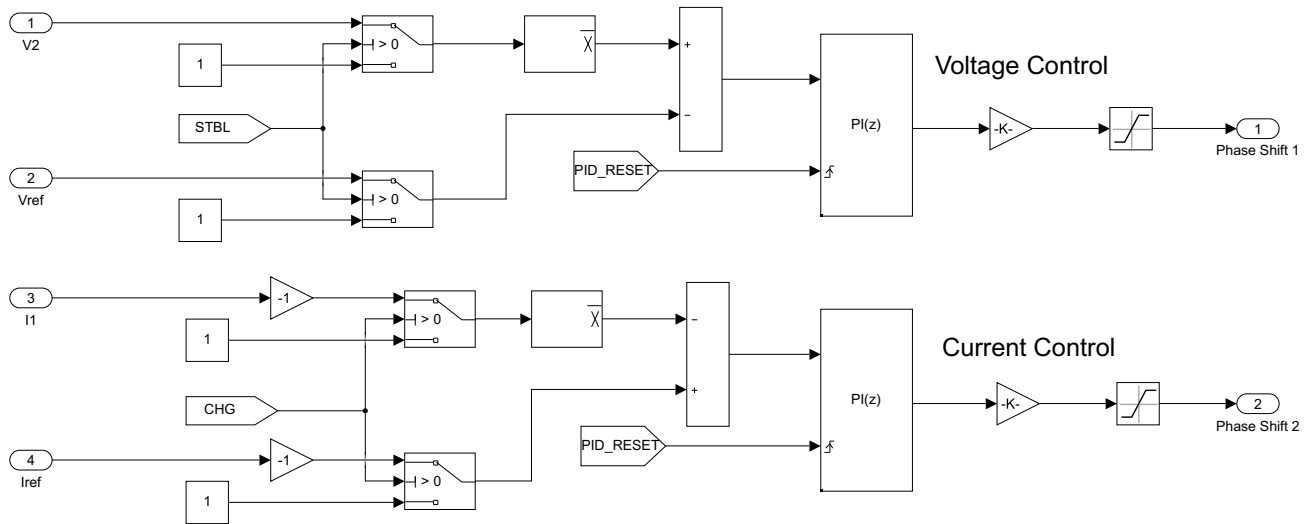 1
V2
> 0
1
x
+
−
STBL
Voltage Control
PI(z)
-K-
1
Phase Shift 1
2
Vref
> 0
1
PID_RESET
3
I1
-1
> 0
1
x
−
+
CHG
Current Control
PI(z)
-K-
2
Phase Shift 2
4
Iref
-1
> 0
1
PID_RESET